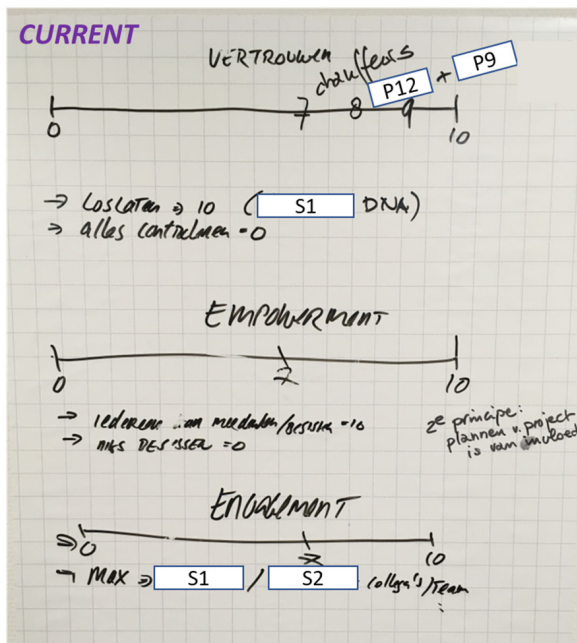 CURRENT
VERTROUWEN
chauffeurs
P12 + P9
0 7 8 9 10
→ Loslaten → 10 ( S1 DNA)
→ alles controleren = 0
EMPOWERMENT
0 7 10
→ iedereen kan meedenken/beslissen = 10
→ niks beslissen = 0
2e principe:
plannen v. project
is van invloed
ENGAGEMENT
0 7 10
→ Max → S1 / S2 collega's/Team